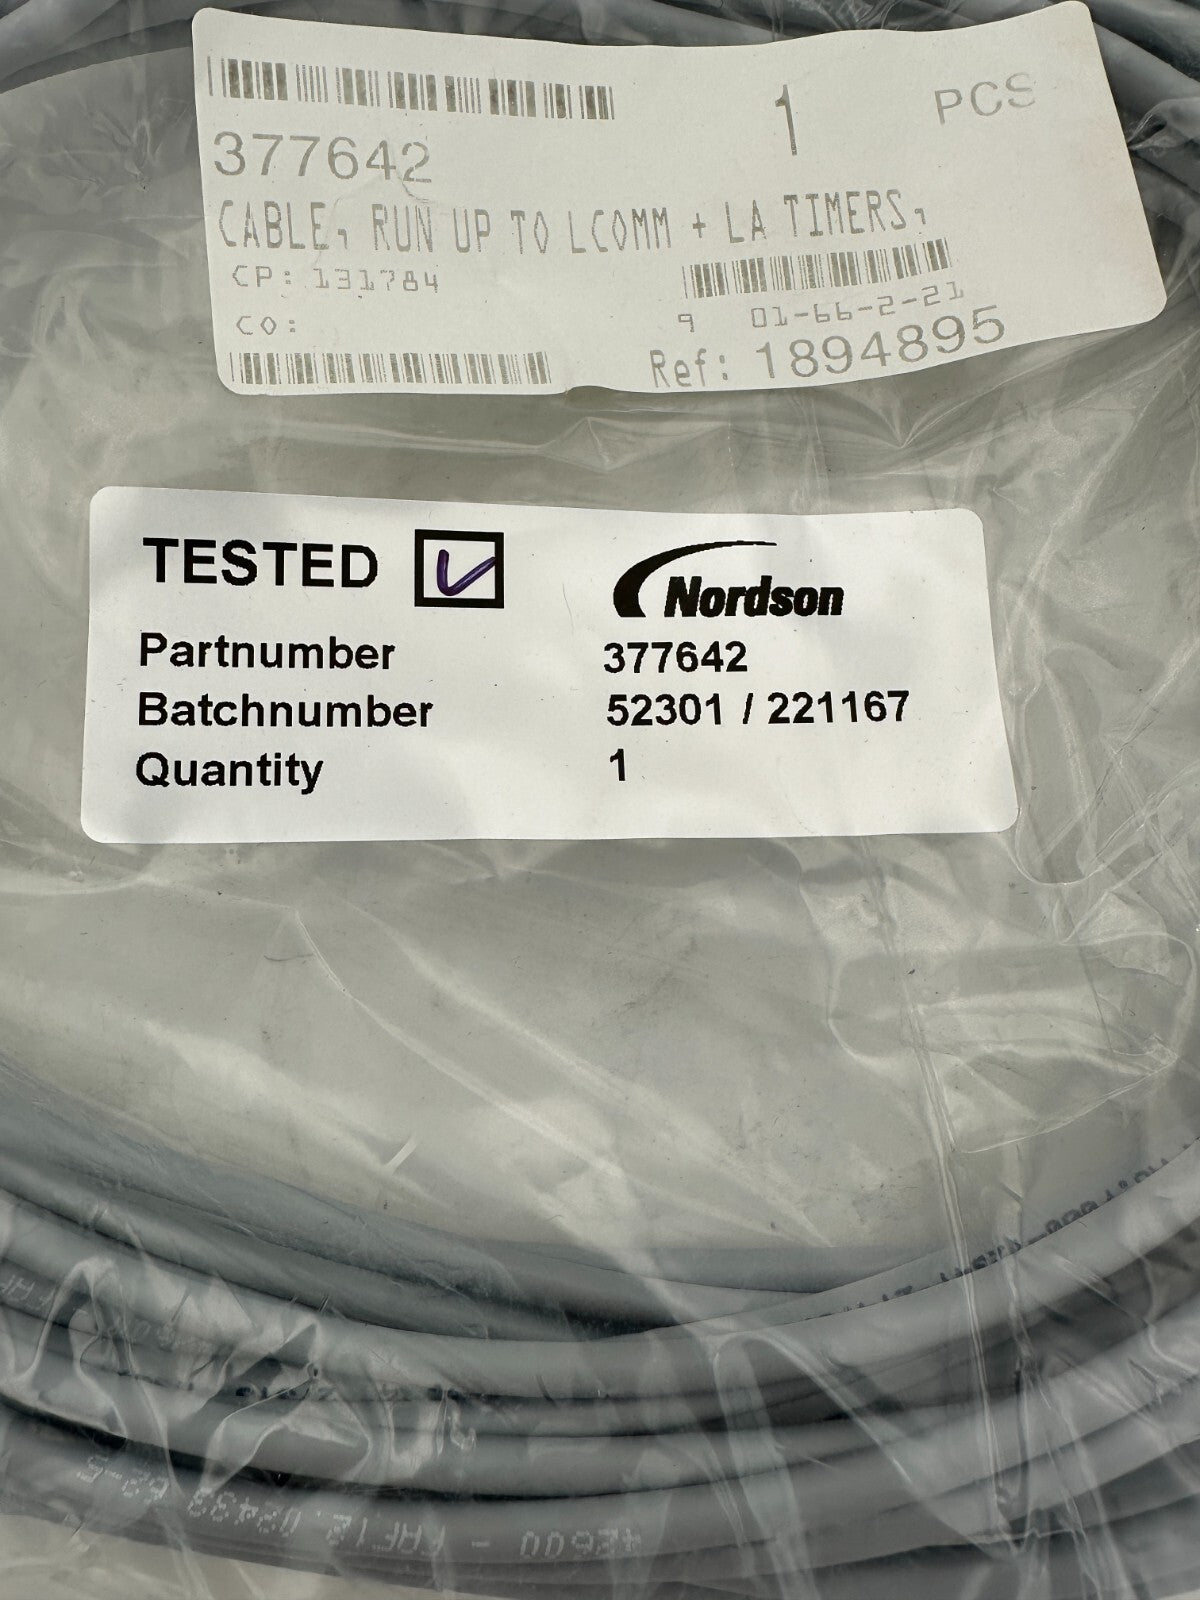 377642
1 PCS
CABLE, RUN UP TO LCOMM + LA TIMERS,
CP: 131784
CO:
9 01-66-2-21
Ref: 1894895
TESTED
Nordson
Partnumber 377642
Batchnumber 52301 / 221167
Quantity 1